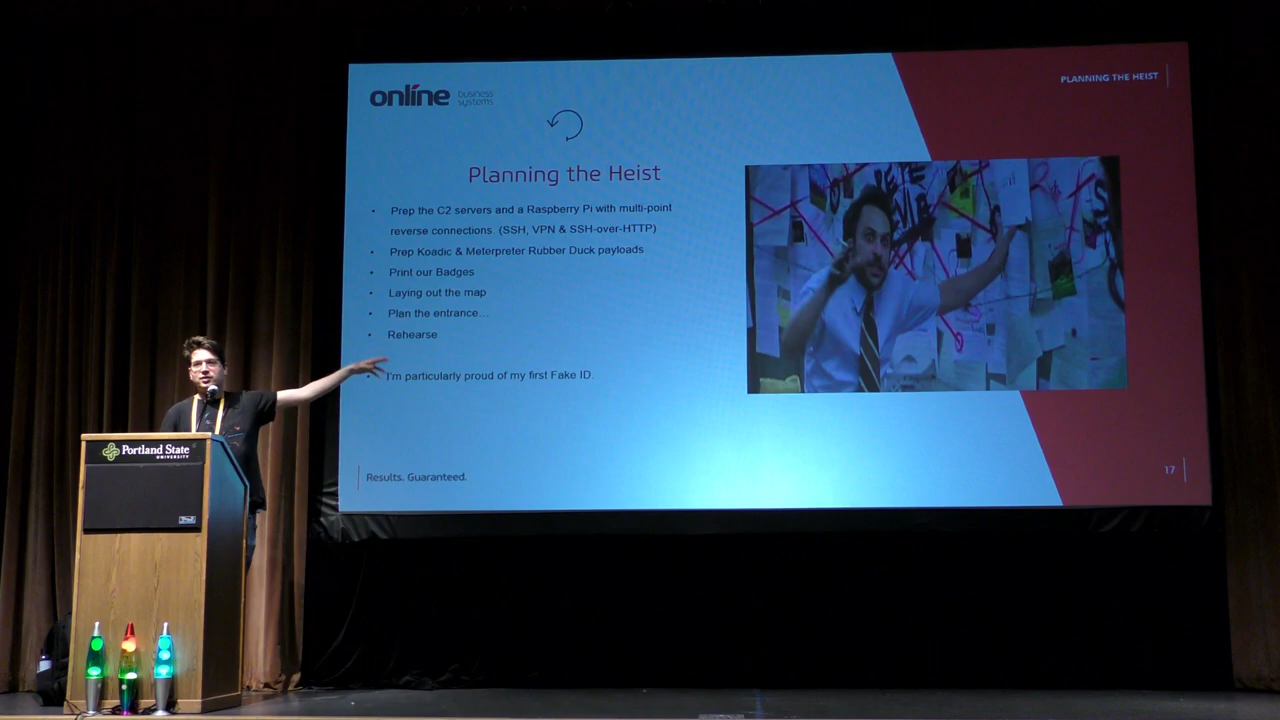 online business systems
PLANNING THE HEIST
Planning the Heist
• Prep the C2 servers and a Raspberry Pi with multi-point
reverse connections. (SSH, VPN & SSH-over-HTTP)
• Prep Koadic & Meterpreter Rubber Duck payloads
• Print our Badges
• Laying out the map
• Plan the entrance...
• Rehearse
• I'm particularly proud of my first Fake ID.
Results. Guaranteed.
17
Portland State
UNIVERSITY